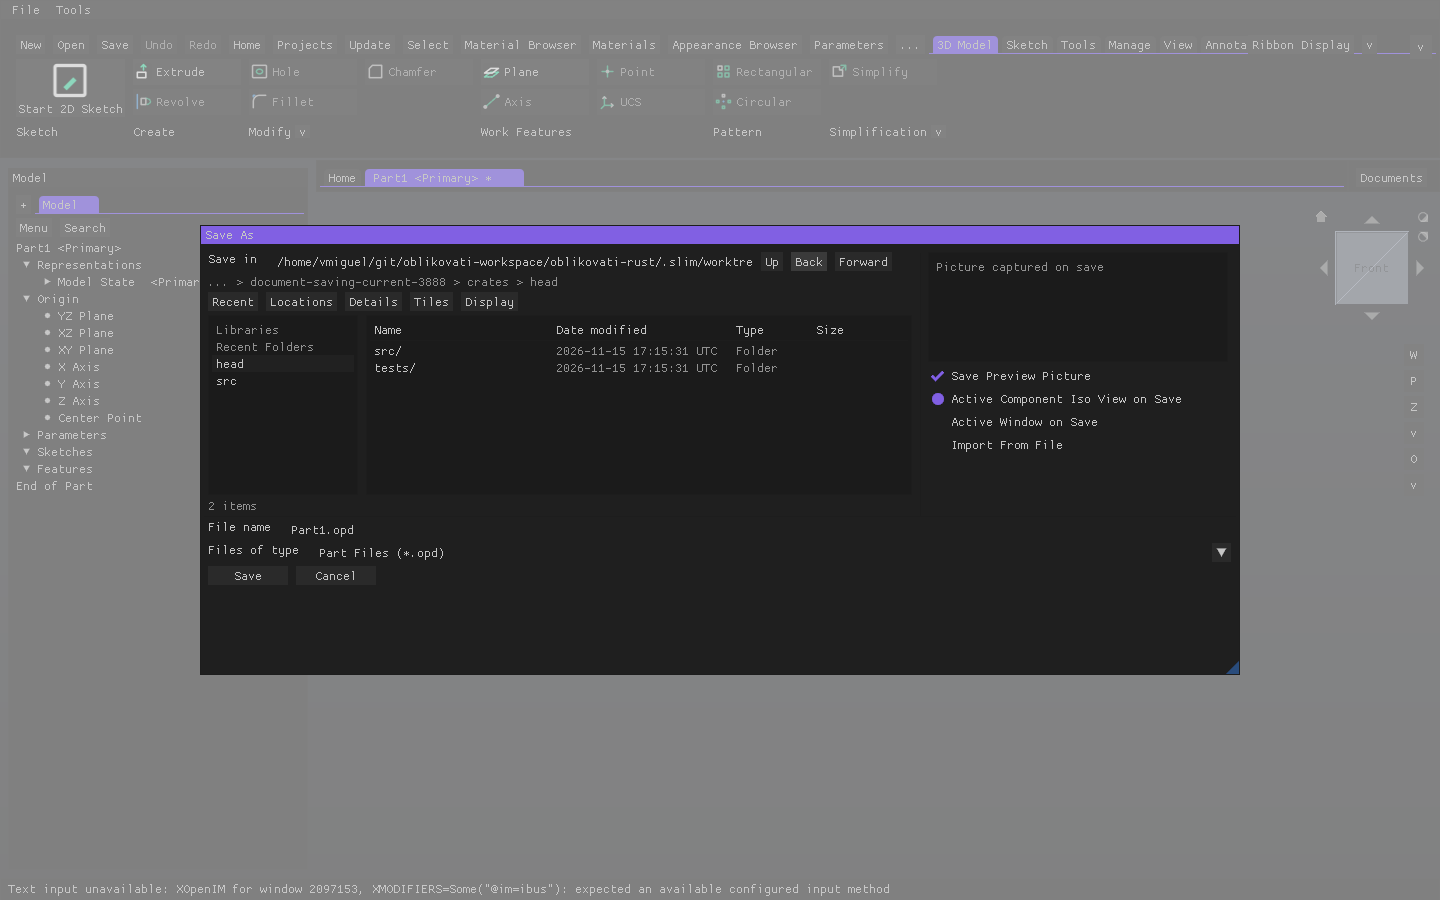 File Tools
New Open Save Undo Redo Home Projects Update Select Material Browser Materials Appearance Browser Parameters ... 3D Model Sketch Tools Manage View Annota Ribbon Display v v
Extrude Hole Chamfer Plane Point Rectangular Simplify
Start 2D Sketch Revolve Fillet Axis UCS Circular
Sketch Create Modify v Work Features Pattern Simplification v
Model
Home Part1 <Primary> * Documents
+ Model
Menu Search
Part1 <Primary>
Representations
Model State <Primar
Origin
YZ Plane
XZ Plane
XY Plane
X Axis
Y Axis
Z Axis
Center Point
Parameters
Sketches
Features
End of Part
Save As
Save in /home/vmiguel/git/oblikovati-workspace/oblikovati-rust/.slim/worktre Up Back Forward
... > document-saving-current-3888 > crates > head
Recent Locations Details Tiles Display
Libraries
Recent Folders
head
src
Name Date modified Type Size
src/ 2026-11-15 17:15:31 UTC Folder
tests/ 2026-11-15 17:15:31 UTC Folder
2 items
File name Part1.opd
Files of type Part Files (*.opd)
Save Cancel
Picture captured on save
Save Preview Picture
Active Component Iso View on Save
Active Window on Save
Import From File
Front
W
P
Z
v
O
v
Text input unavailable: XOpenIM for window 2097153, XMODIFIERS=Some("@im=ibus"): expected an available configured input method